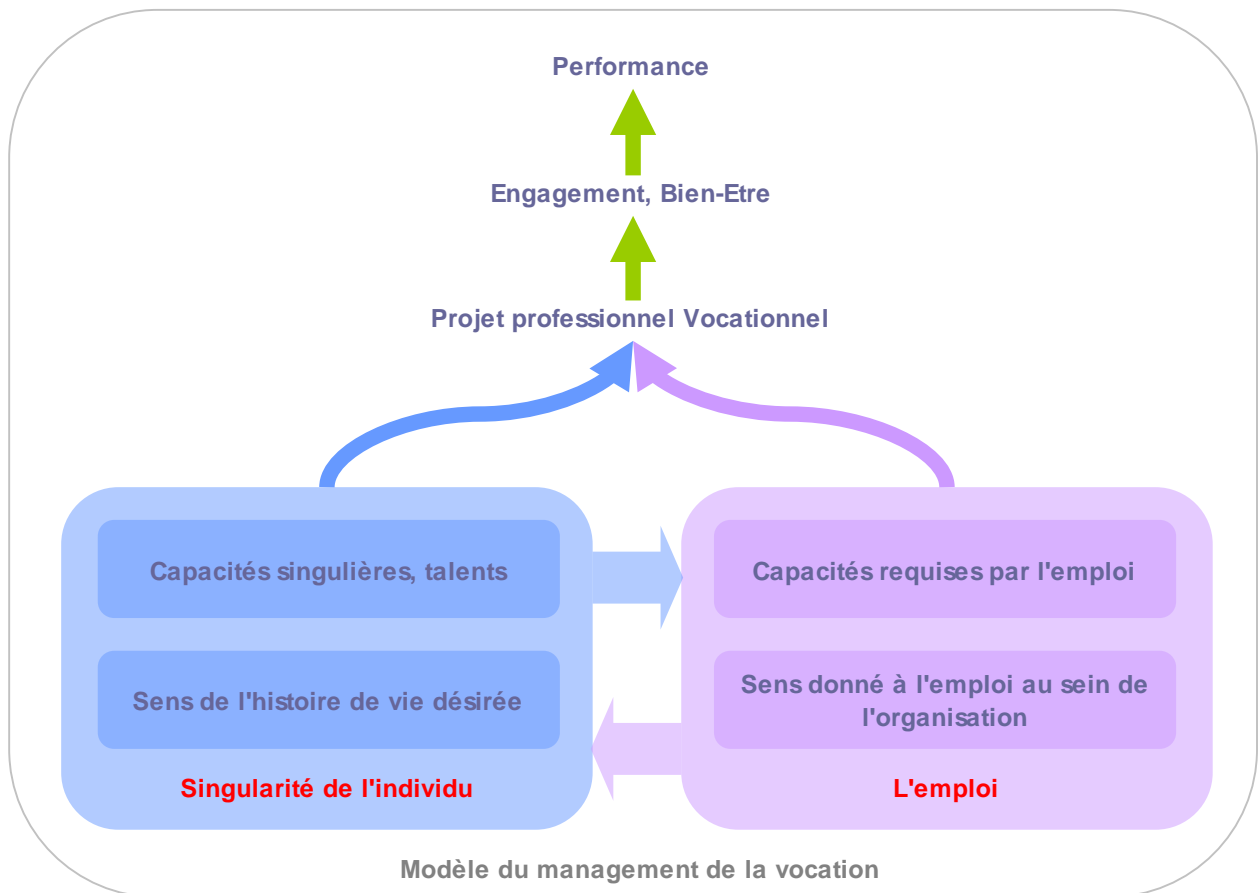 Performance
Engagement, Bien-Etre
Projet professionnel Vocationnel
Capacités singulières, talents
Capacités requises par l'emploi
Sens de l'histoire de vie désirée
Sens donné à l'emploi au sein de
l'organisation
Singularité de l'individu
L'emploi
Modèle du management de la vocation